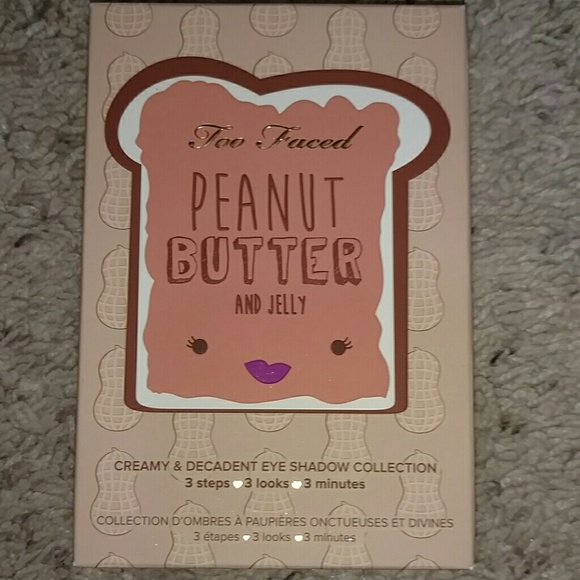 Too Faced
PEANUT
BUTTER
AND JELLY
CREAMY & DECADENT EYE SHADOW COLLECTION
3 steps 3 looks 3 minutes
COLLECTION D'OMBRES À PAUPIÈRES ONCTUEUSES ET DIVINES
3 étapes 3 looks 3 minutes